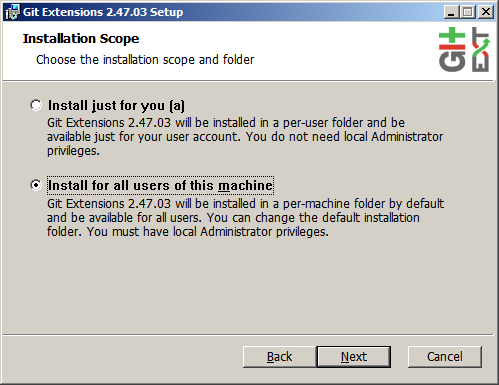 Git Extensions 2.47.03 Setup
Installation Scope
Choose the installation scope and folder
Git
EXT
Install just for you (a)
Git Extensions 2.47.03 will be installed in a per-user folder and be
available just for your user account. You do not need local Administrator
privileges.
Install for all users of this machine
Git Extensions 2.47.03 will be installed in a per-machine folder by default
and be available for all users. You can change the default installation
folder. You must have local Administrator privileges.
Back
Next
Cancel